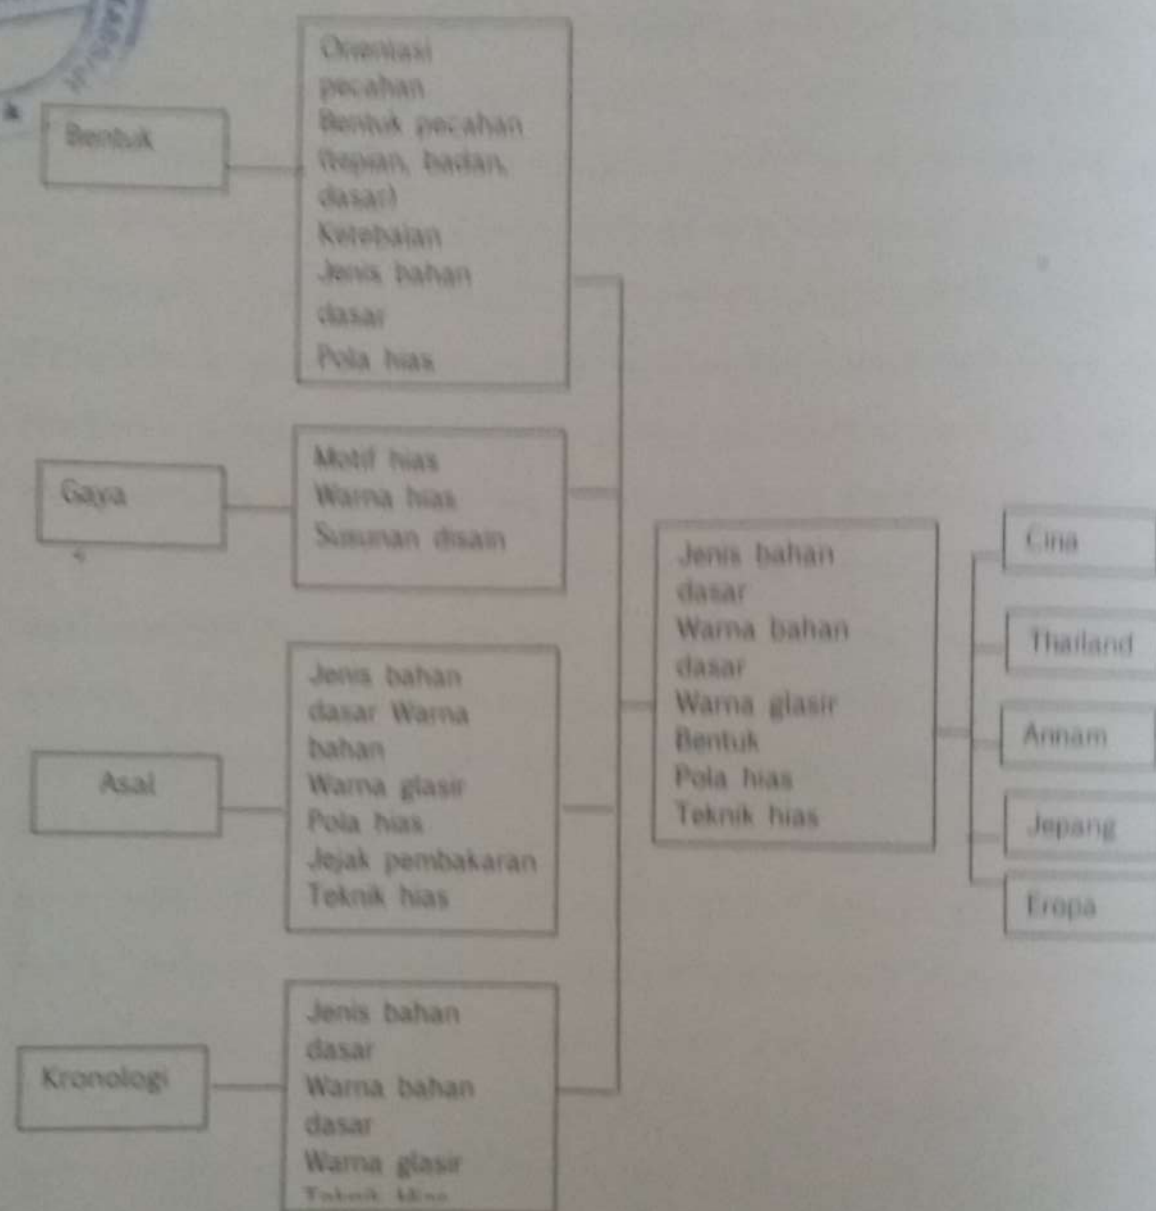 Bentuk
Orientasi
pecahan
Bentuk pecahan
(tepian, badan,
dasar)
Ketebalan
Jenis bahan
dasar
Pola hias
Gaya
Motif hias
Warna hias
Susunan disain
Asal
Jenis bahan
dasar Warna
bahan
Warna glasir
Pola hias
Jejak pembakaran
Teknik hias
Kronologi
Jenis bahan
dasar
Warna bahan
dasar
Warna glasir
Teknik
Jenis bahan
dasar
Warna bahan
dasar
Warna glasir
Bentuk
Pola hias
Teknik hias
Cina
Thailand
Annam
Jepang
Eropa